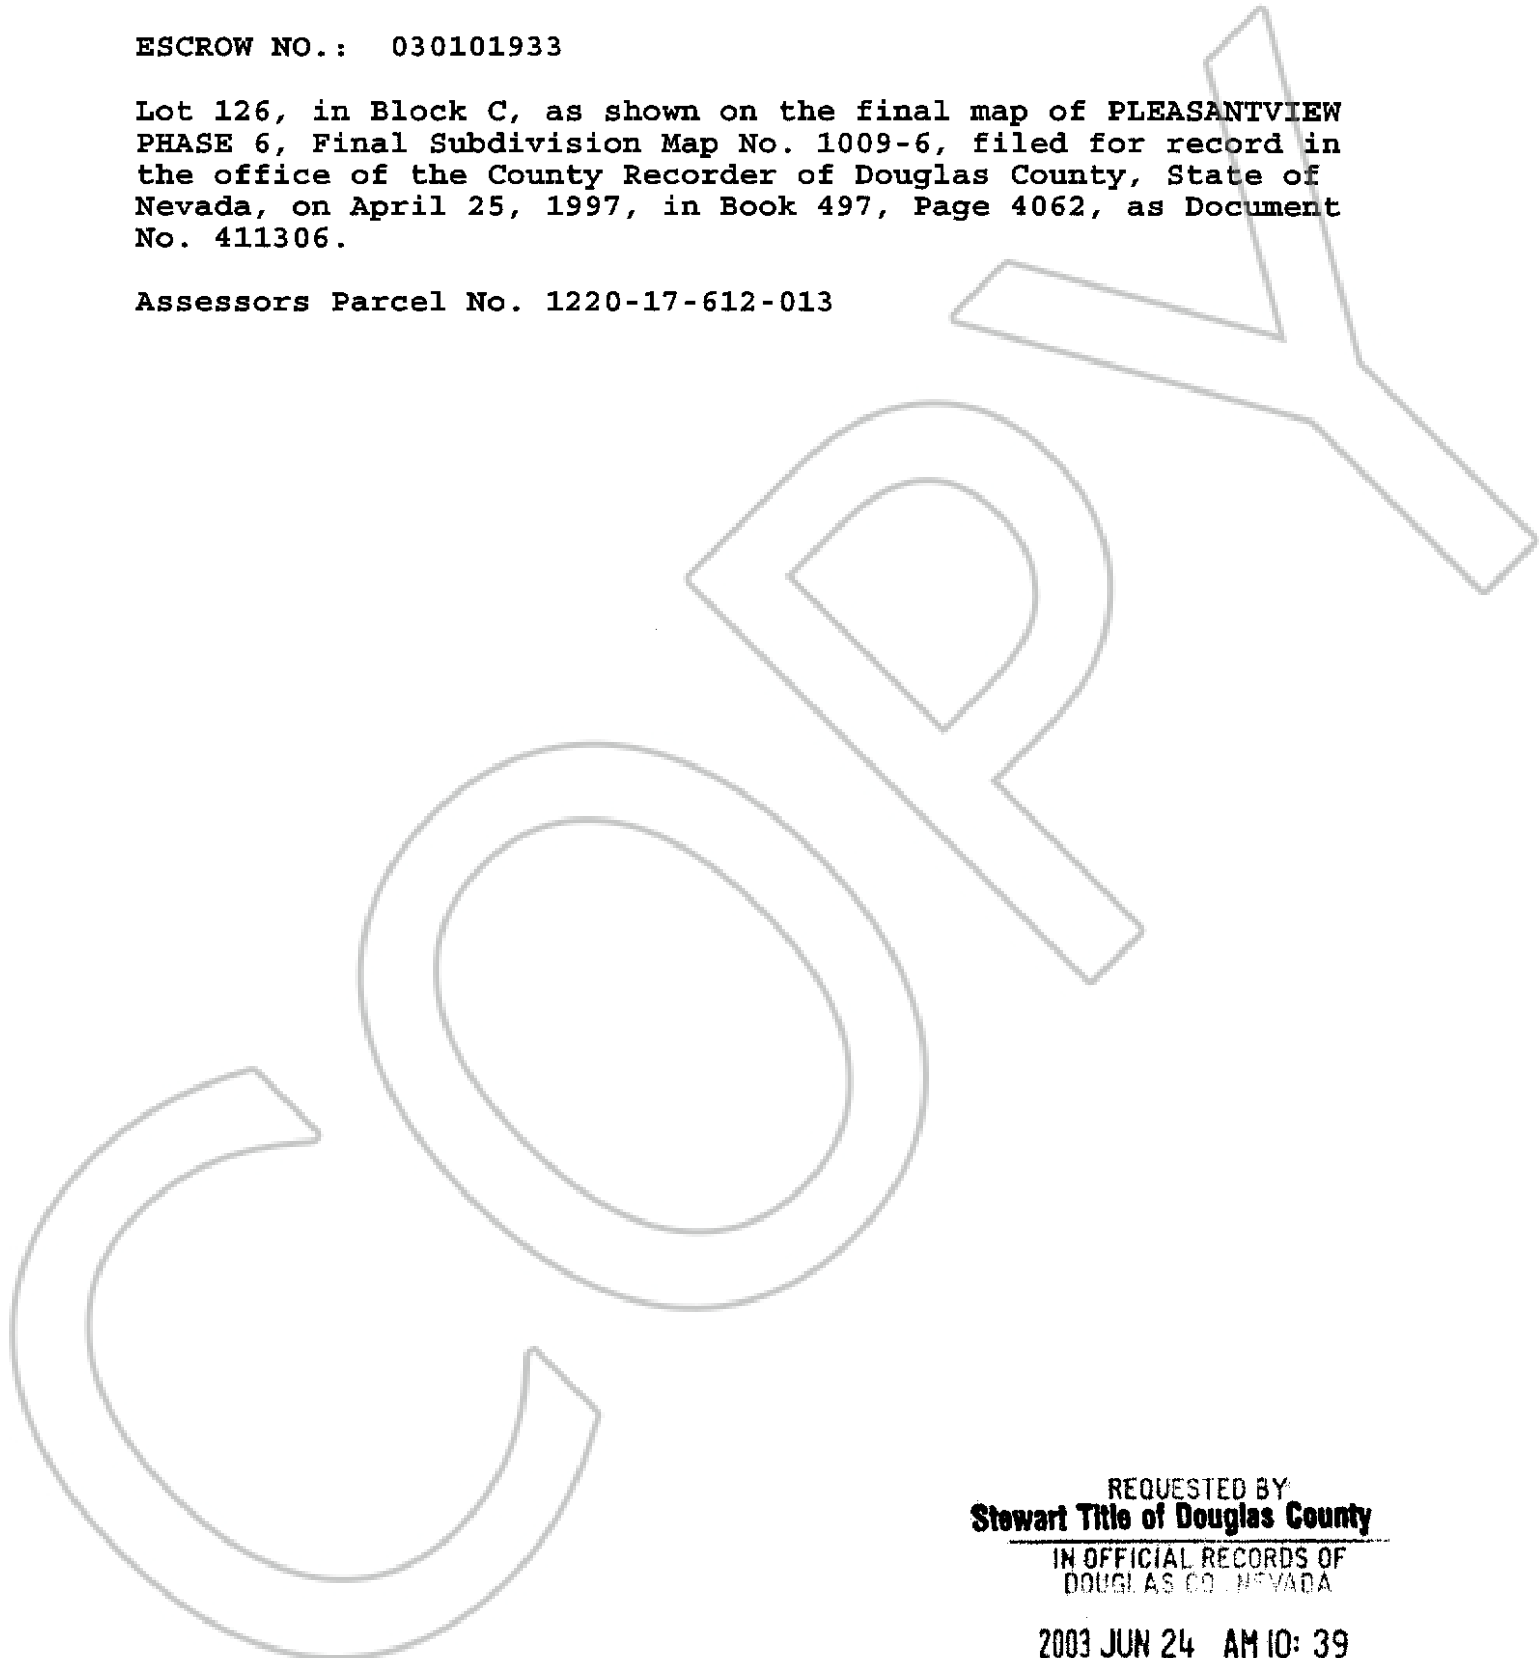 ESCROW NO.: 030101933
Lot 126, in Block C, as shown on the final map of PLEASANTVIEW
PHASE 6, Final Subdivision Map No. 1009-6, filed for record in
the office of the County Recorder of Douglas County, State of
Nevada, on April 25, 1997, in Book 497, Page 4062, as Document
No. 411306.
Assessors Parcel No. 1220-17-612-013
COPY
REQUESTED BY
Stewart Title of Douglas County
IN OFFICIAL RECORDS OF
DOUGLAS CO. NEVADA
2003 JUN 24 AM 10: 39